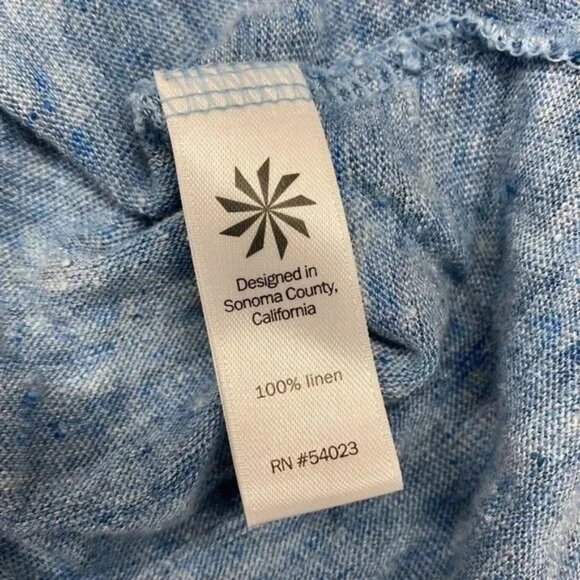 Designed in
Sonoma County,
California
100% linen
RN #54023